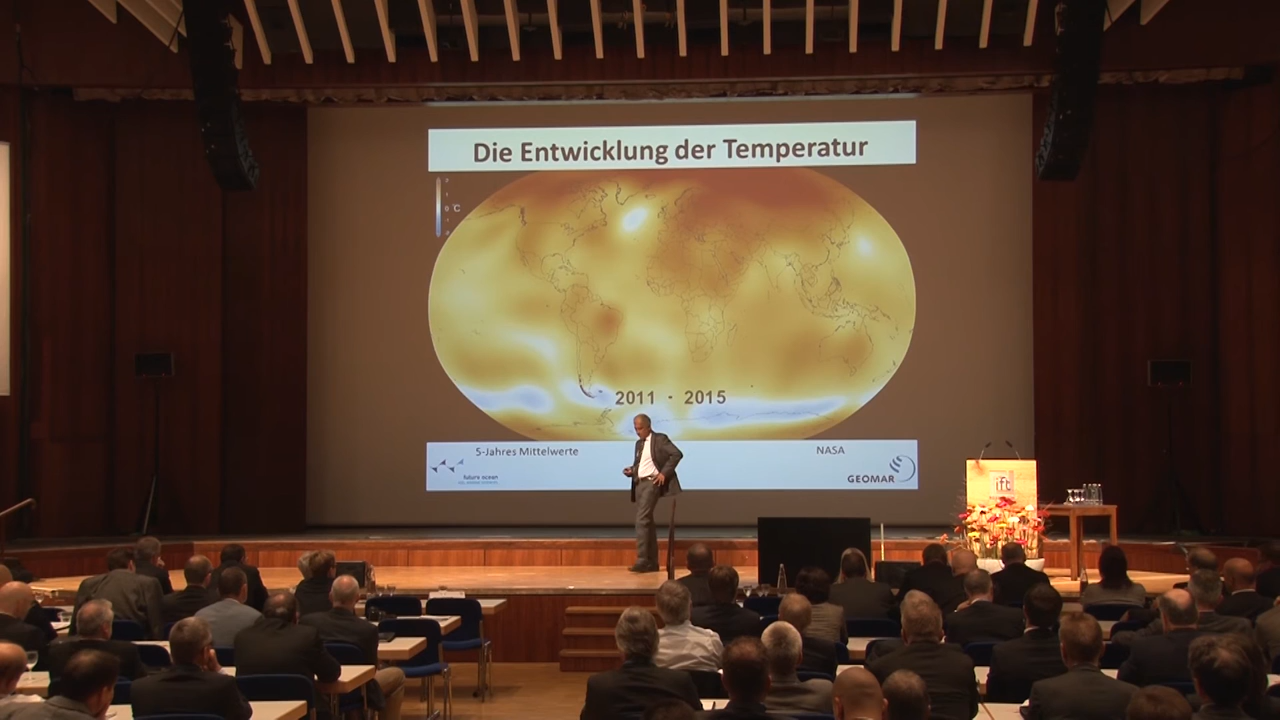 Die Entwicklung der Temperatur
°C
2011 - 2015
5-Jahres Mittelwerte
NASA
future ocean
GEOMAR
ift